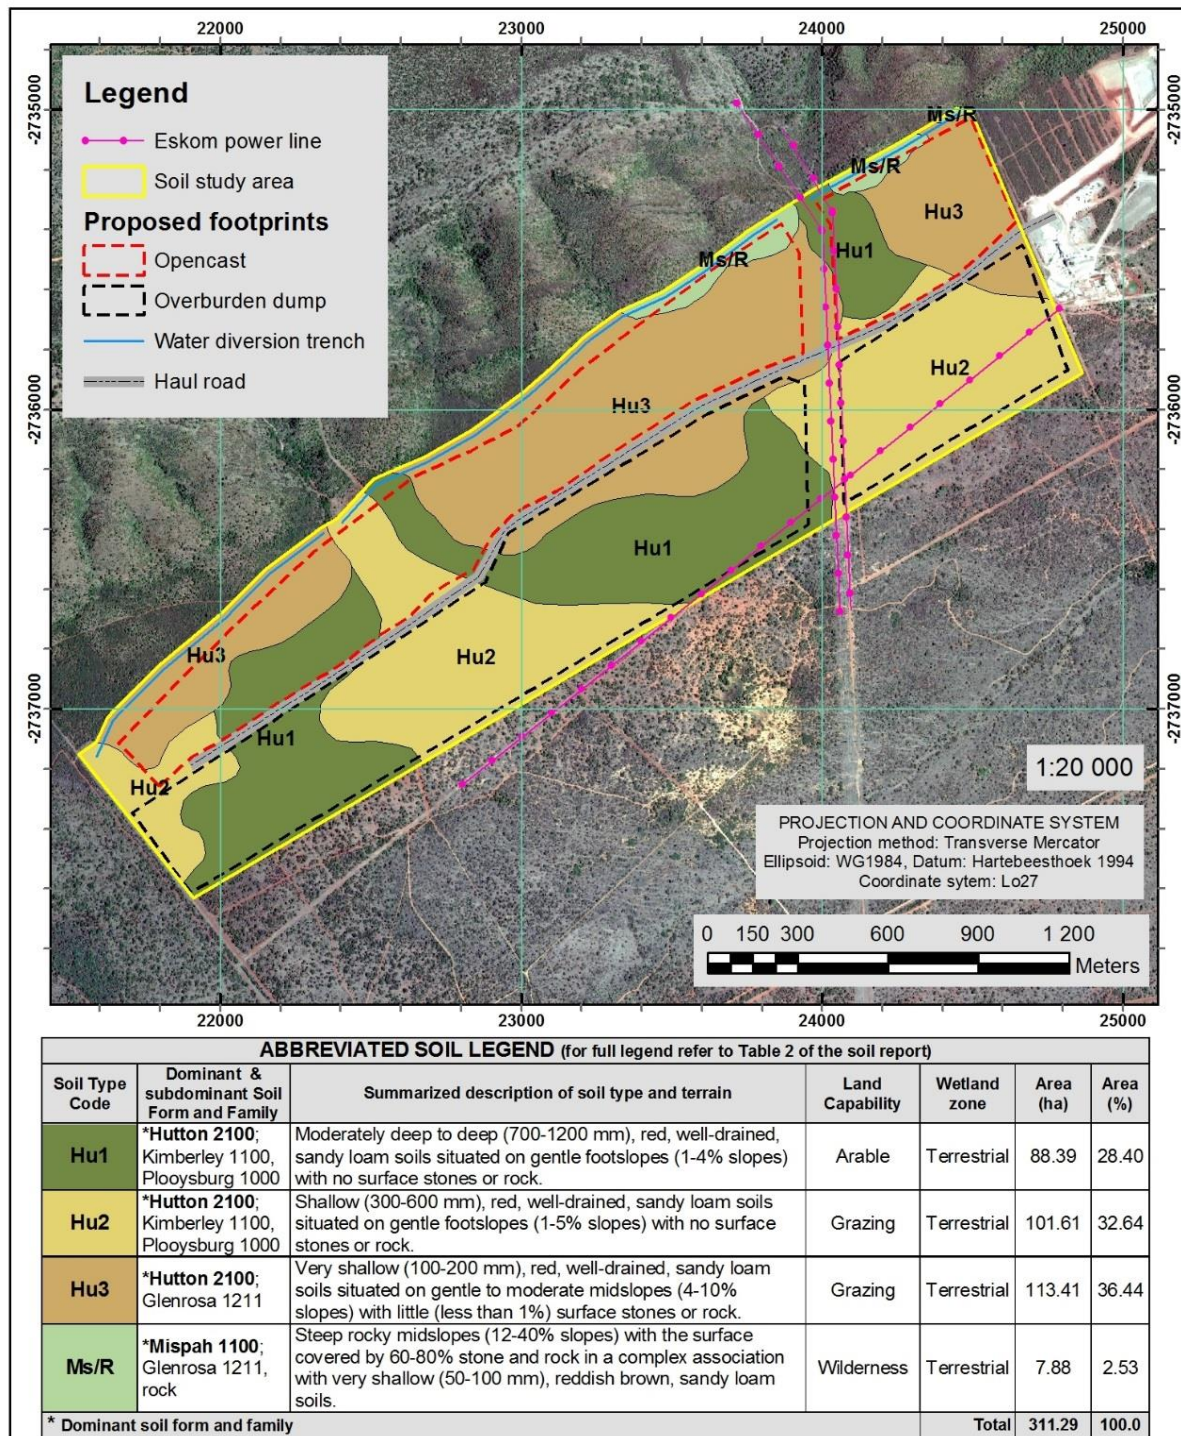 22000 23000 24000 25000
-2735000
-2736000
-2737000
Legend
Eskom power line
Soil study area
Proposed footprints
Opencast
Overburden dump
Water diversion trench
Haul road
Ms/R
Ms/R
Hu3
Hu1
Ms/R
Hu2
Hu3
Hu1
Hu2
Hu3
Hu1
Hu2
-2735000
-2736000
-2737000
1:20 000
PROJECTION AND COORDINATE SYSTEM
Projection method: Transverse Mercator
Ellipsoid: WG1984, Datum: Hartebeesthoek 1994
Coordinate sytem: Lo27
0 150 300 600 900 1 200
Meters
22000 23000 24000 25000
ABBREVIATED SOIL LEGEND (for full legend refer to Table 2 of the soil report)
Soil Type Code
Dominant & subdominant Soil Form and Family
Summarized description of soil type and terrain
Land Capability
Wetland zone
Area (ha)
Area (%)
Hu1
*Hutton 2100;
Kimberley 1100,
Plooysburg 1000
Moderately deep to deep (700-1200 mm), red, well-drained,
sandy loam soils situated on gentle footslopes (1-4% slopes)
with no surface stones or rock.
Arable
Terrestrial
88.39
28.40
Hu2
*Hutton 2100;
Kimberley 1100,
Plooysburg 1000
Shallow (300-600 mm), red, well-drained, sandy loam soils
situated on gentle footslopes (1-5% slopes) with no surface
stones or rock.
Grazing
Terrestrial
101.61
32.64
Hu3
*Hutton 2100;
Glenrosa 1211
Very shallow (100-200 mm), red, well-drained, sandy loam
soils situated on gentle to moderate midslopes (4-10%
slopes) with little (less than 1%) surface stones or rock.
Grazing
Terrestrial
113.41
36.44
Ms/R
*Mispah 1100;
Glenrosa 1211,
rock
Steep rocky midslopes (12-40% slopes) with the surface
covered by 60-80% stone and rock in a complex association
with very shallow (50-100 mm), reddish brown, sandy loam
soils.
Wilderness
Terrestrial
7.88
2.53
* Dominant soil form and family
Total
311.29
100.0